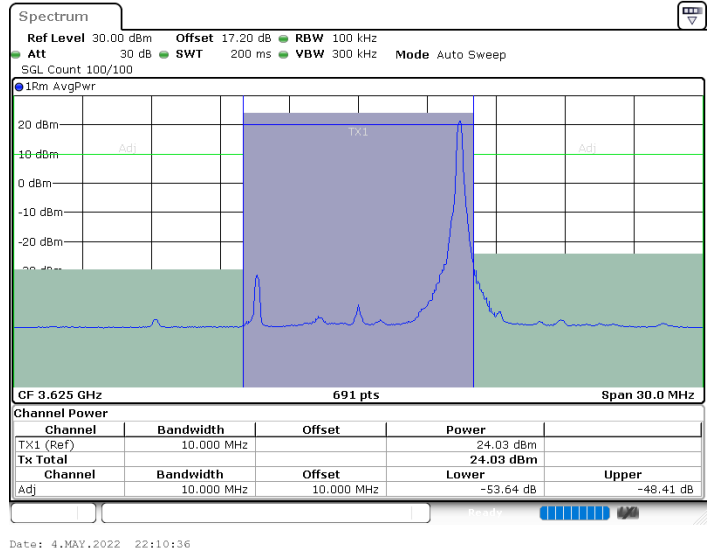 Spectrum
Ref Level 30.00 dBm Offset 17.20 dB RBW 100 kHz
Att 30 dB SWT 200 ms VBW 300 kHz Mode Auto Sweep
SGL Count 100/100
1Rm AvgPwr
20 dBm
TX1
Adj
Adj
10 dBm
0 dBm
-10 dBm
-20 dBm
-30 dBm
CF 3.625 GHz 691 pts Span 30.0 MHz
Channel Power
Channel Bandwidth Offset Power
TX1 (Ref) 10.000 MHz 24.03 dBm
Tx Total 24.03 dBm
Channel Bandwidth Offset Lower Upper
Adj 10.000 MHz 10.000 MHz -53.64 dB -48.41 dB
Ready
Date: 4.MAY.2022 22:10:36